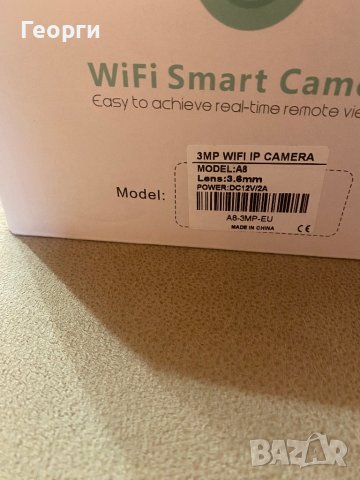 Георги
WiFi Smart Came
Easy to achieve real-time remote vie
3MP WIFI IP CAMERA
MODEL:A8
Lens:3.6mm
POWER:DC12V/2A
Model:
A8-3MP-EU
MADE IN CHINA
CE
BAZAR